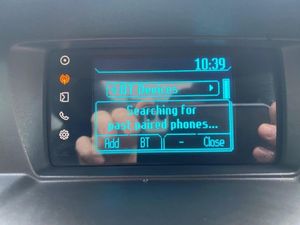 10:39
BT Devices
Searching for
past paired phones...
Add BT - Close